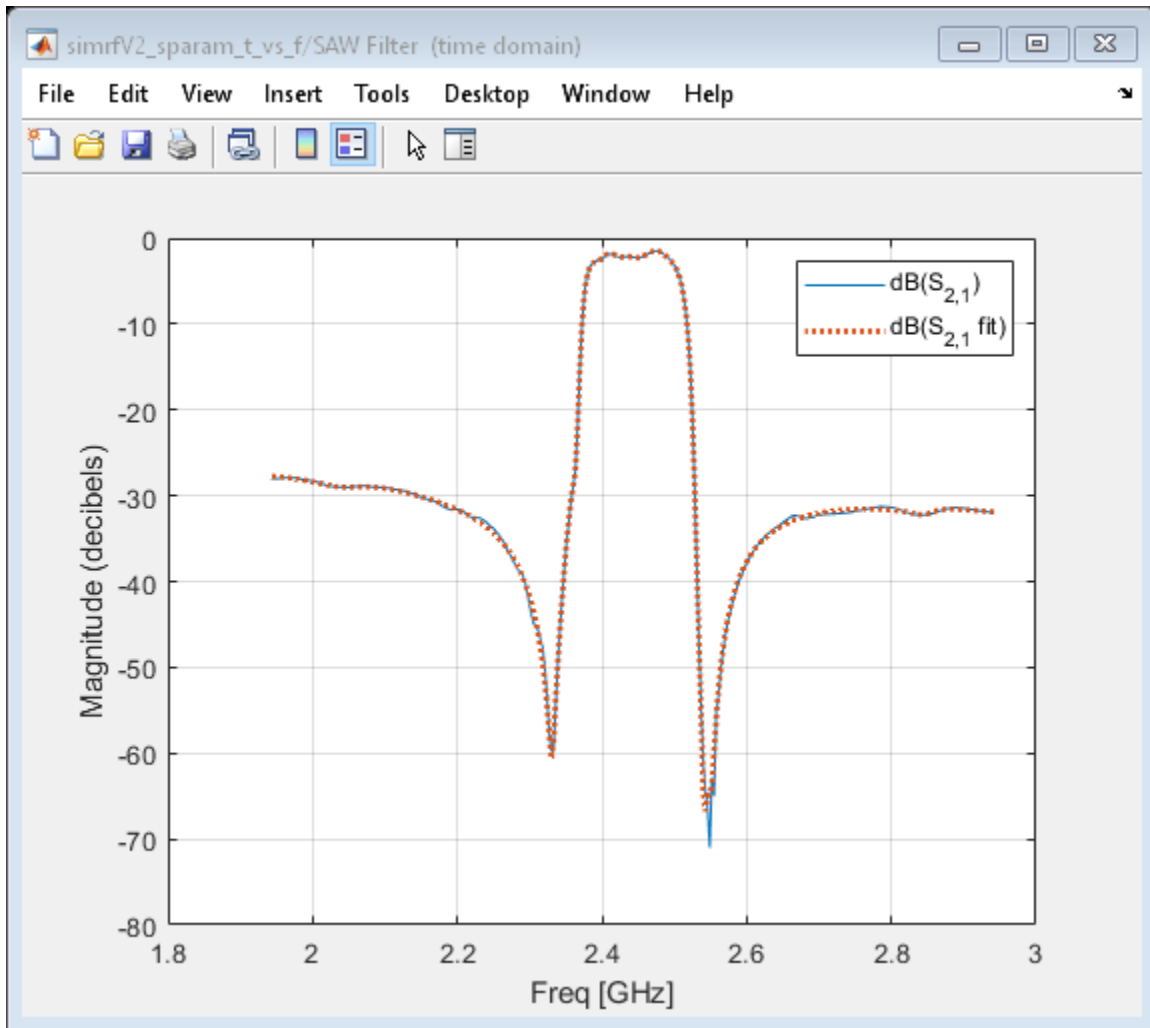 simrfV2_sparam_t_vs_f/SAW Filter (time domain)
File Edit View Insert Tools Desktop Window Help
dB(S2,1)
dB(S2,1 fit)
0
-10
-20
-30
-40
-50
-60
-70
-80
Magnitude (decibels)
1.8 2 2.2 2.4 2.6 2.8 3
Freq [GHz]